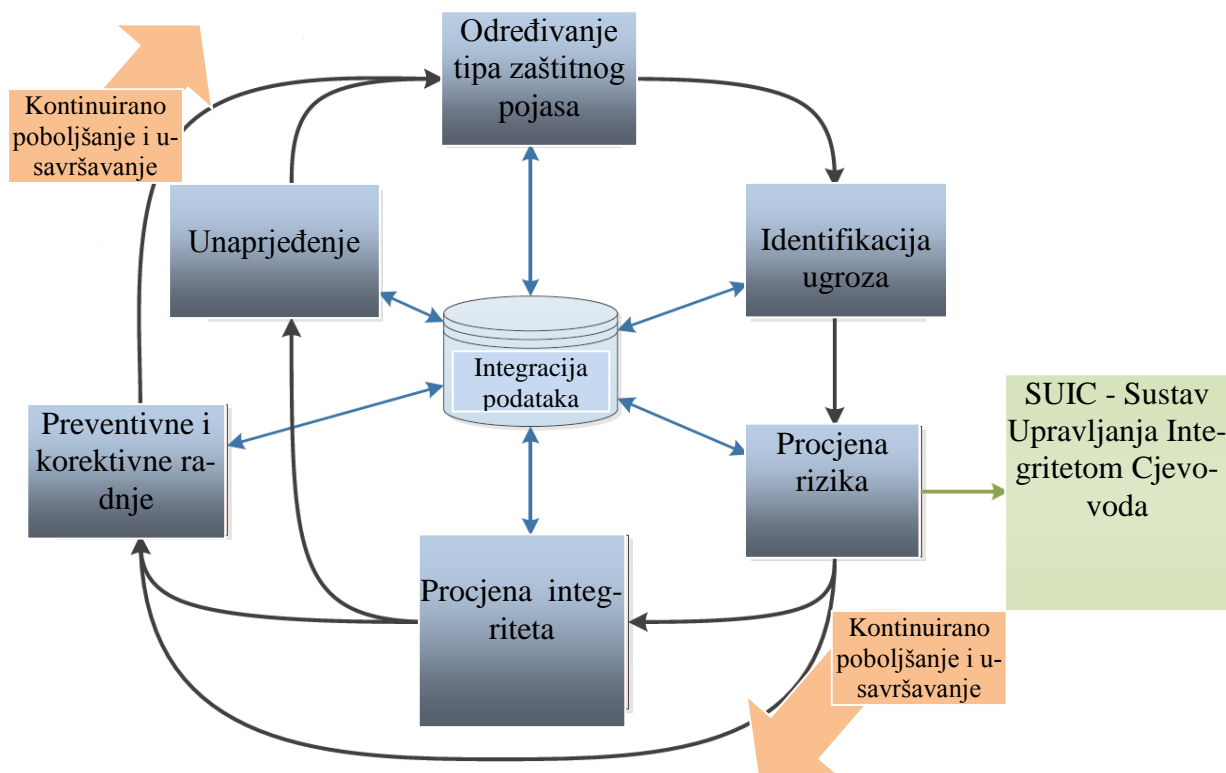 Određivanje
tipa zaštitnog
pojasa
Kontinuirano
poboljšanje i u-
savršavanje
Unaprjeđenje
Identifikacija
ugroza
Integracija
podataka
Preventivne i
korektivne ra-
dnje
Procjena
rizika
SUIC - Sustav
Upravljanja Inte-
gritetom Cjevo-
voda
Procjena integ-
riteta
Kontinuirano
poboljšanje i u-
savršavanje